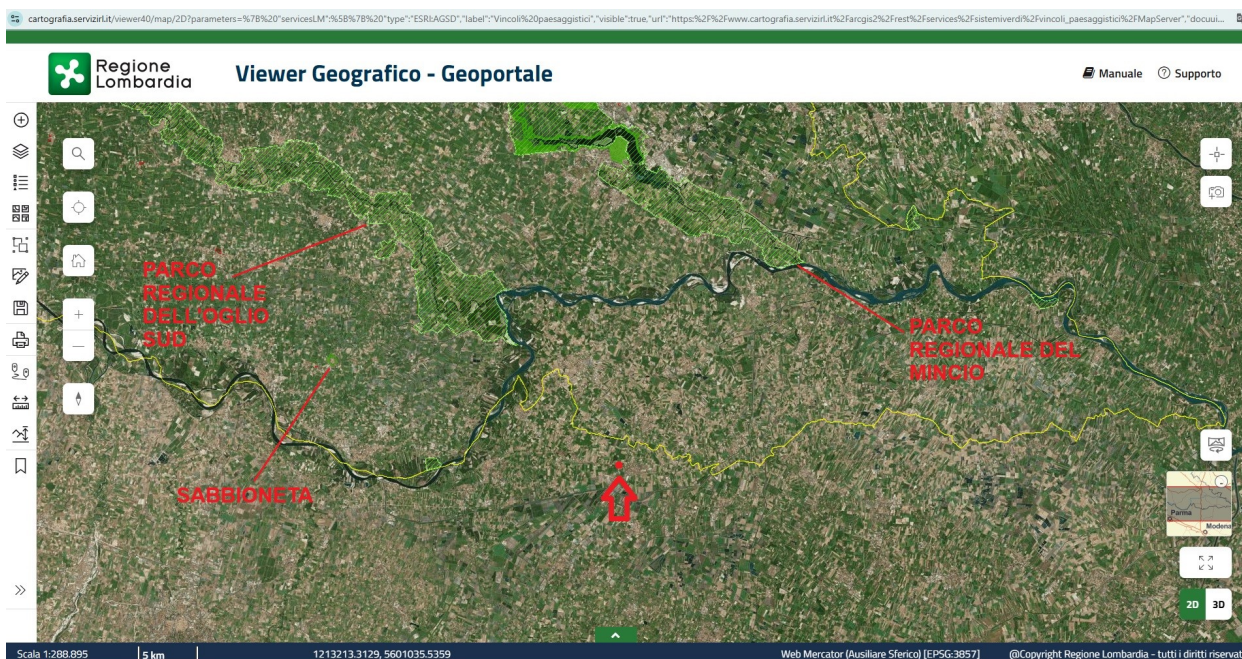 cartografia.servizirl.it/viewer40/map/2D?parameters=%7B%20"servicesLM":%5B%7B%20"type":"ESRI:AGSD","label":"Vincoli%20paesaggistici","visible":true,"url":"https:%2F%2Fwww.cartografia.servizirl.it%2Farcgis2%2Frest%2Fservices%2Fsistemiverdi%2Fvincoli_paesaggistici%2FMapServer","docuui...
Regione
Lombardia
Viewer Geografico - Geoportale
Manuale
Supporto
PARCO
REGIONALE
DELL'OGLIO
SUD
PARCO
REGIONALE DEL
MINCIO
SABBIONETA
Parma
Modena
2D 3D
Scala 1:288.895
5 km
1213213.3129, 5601035.5359
Web Mercator (Ausiliare Sferico) [EPSG:3857]
@Copyright Regione Lombardia - tutti i diritti riservat